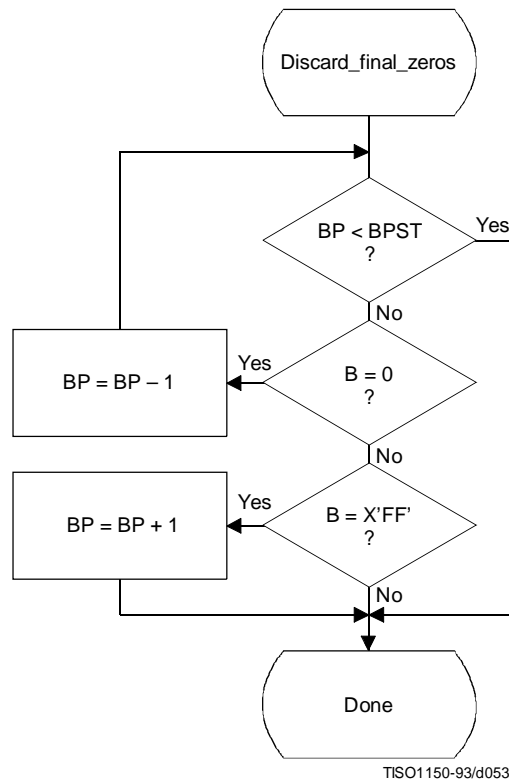 Discard_final_zeros
BP < BPST
?
Yes
No
BP = BP – 1
Yes
B = 0
?
No
BP = BP + 1
Yes
B = X’FF’
?
No
Done
TISO1150-93/d053